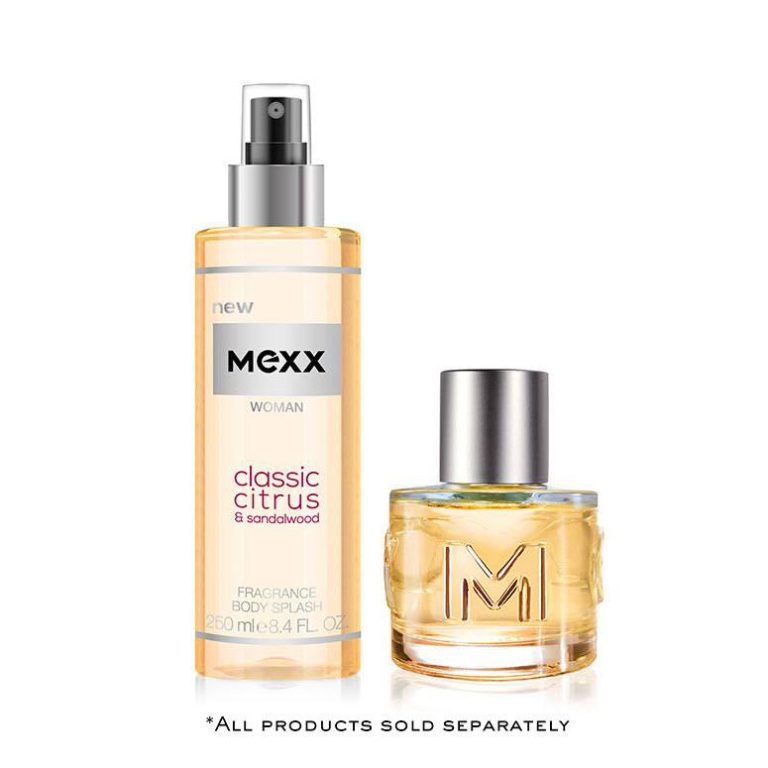 new
MEXX
WOMAN
classic
citrus
& sandalwood
FRAGRANCE
BODY SPLASH
250 ml e 8.4 FL. OZ.
M
*ALL PRODUCTS SOLD SEPARATELY